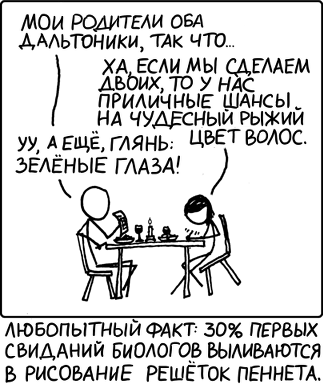 МОИ РОДИТЕЛИ ОБА
ДАЛЬТОНИКИ, ТАК ЧТО...
ХА, ЕСЛИ МЫ СДЕЛАЕМ
ДВОИХ, ТО У НАС
ПРИЛИЧНЫЕ ШАНСЫ
НА ЧУДЕСНЫЙ РЫЖИЙ
ЦВЕТ ВОЛОС.
УУ, А ЕЩЁ, ГЛЯНЬ:
ЗЕЛЁНЫЕ ГЛАЗА!
ЛЮБОПЫТНЫЙ ФАКТ: 30% ПЕРВЫХ
СВИДАНИЙ БИОЛОГОВ ВЫЛИВАЮТСЯ
В РИСОВАНИЕ РЕШЁТОК ПЕННЕТА.